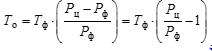 Tо = Tф · ( (Pц − Pф) / Pф ) = Tф · ( Pц / Pф − 1)